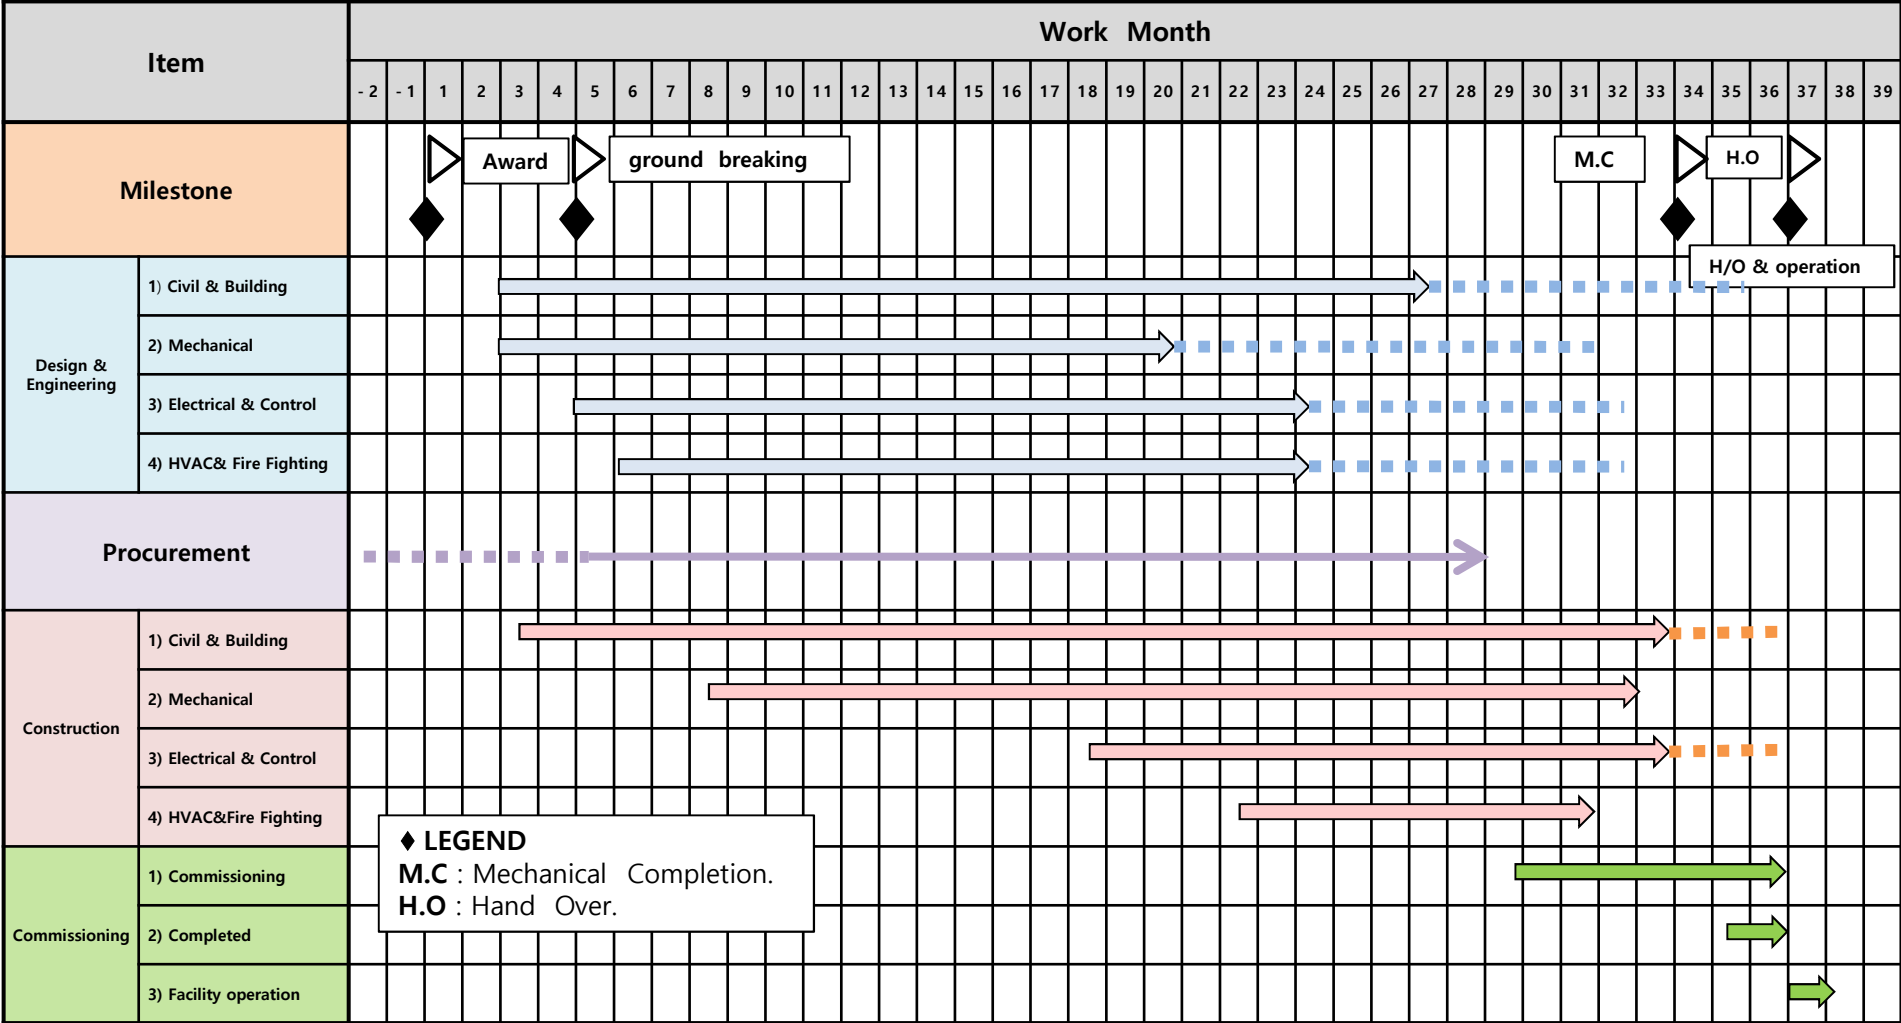 Item
Work Month
- 2 - 1 1 2 3 4 5 6 7 8 9 10 11 12 13 14 15 16 17 18 19 20 21 22 23 24 25 26 27 28 29 30 31 32 33 34 35 36 37 38 39
Milestone
Award
ground breaking
M.C
H.O
H/O & operation
Design &
Engineering
1) Civil & Building
2) Mechanical
3) Electrical & Control
4) HVAC& Fire Fighting
Procurement
Construction
1) Civil & Building
2) Mechanical
3) Electrical & Control
4) HVAC&Fire Fighting
♦ LEGEND
M.C : Mechanical Completion.
H.O : Hand Over.
Commissioning
1) Commissioning
2) Completed
3) Facility operation